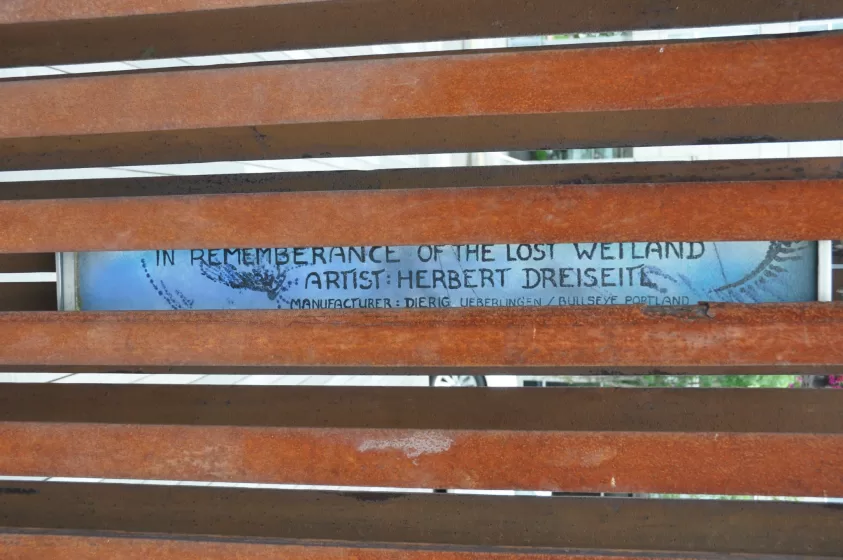 IN REMEMBERANCE OF THE LOST WETLAND
ARTIST: HERBERT DREISEITL
MANUFACTURER: DIERIG UEBERLINGEN / BULLSEYE PORTLAND